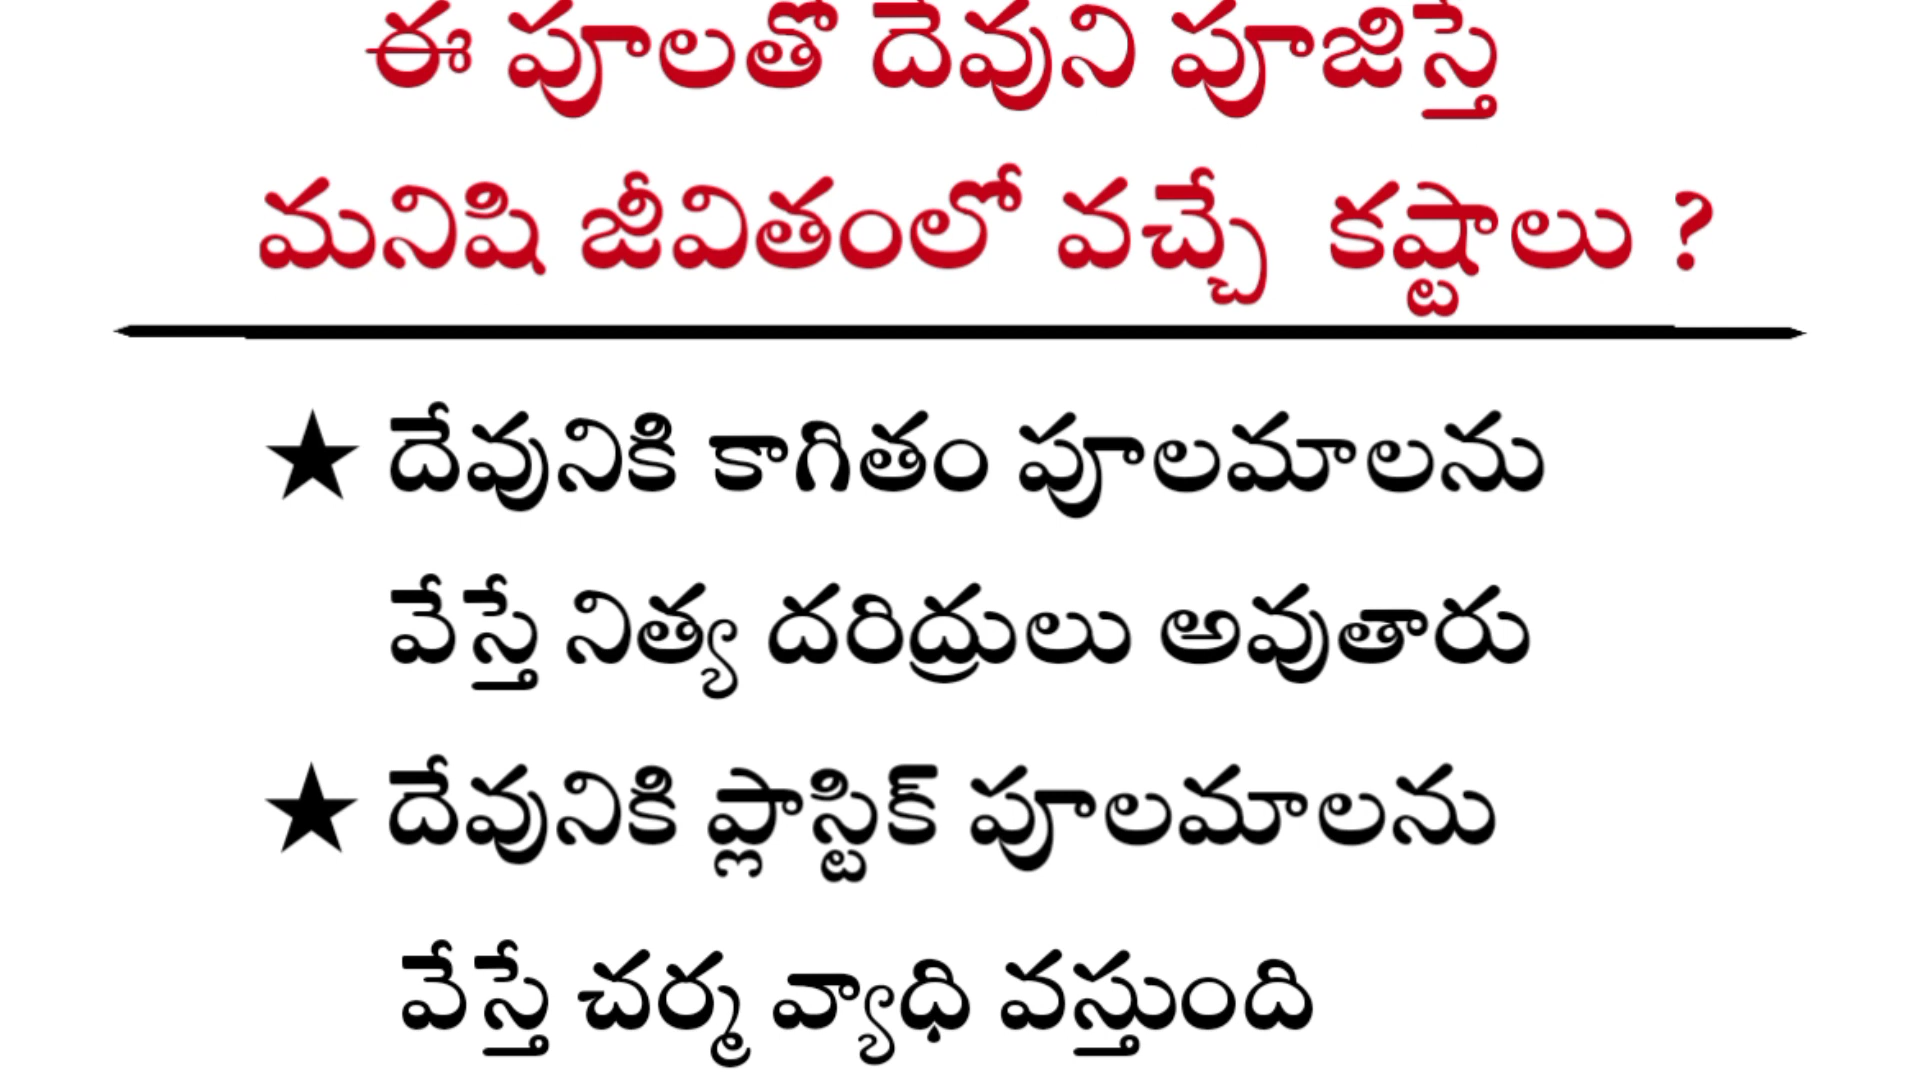 ఈ పూలతో దేవుని పూజిస్తే
మనిషి జీవితంలో వచ్చే కష్టాలు ?
★ దేవునికి కాగితం పూలమాలను
వేస్తే నిత్య దరిద్రులు అవుతారు
★ దేవునికి ప్లాస్టిక్ పూలమాలను
వేస్తే చర్మ వ్యాధి వస్తుంది